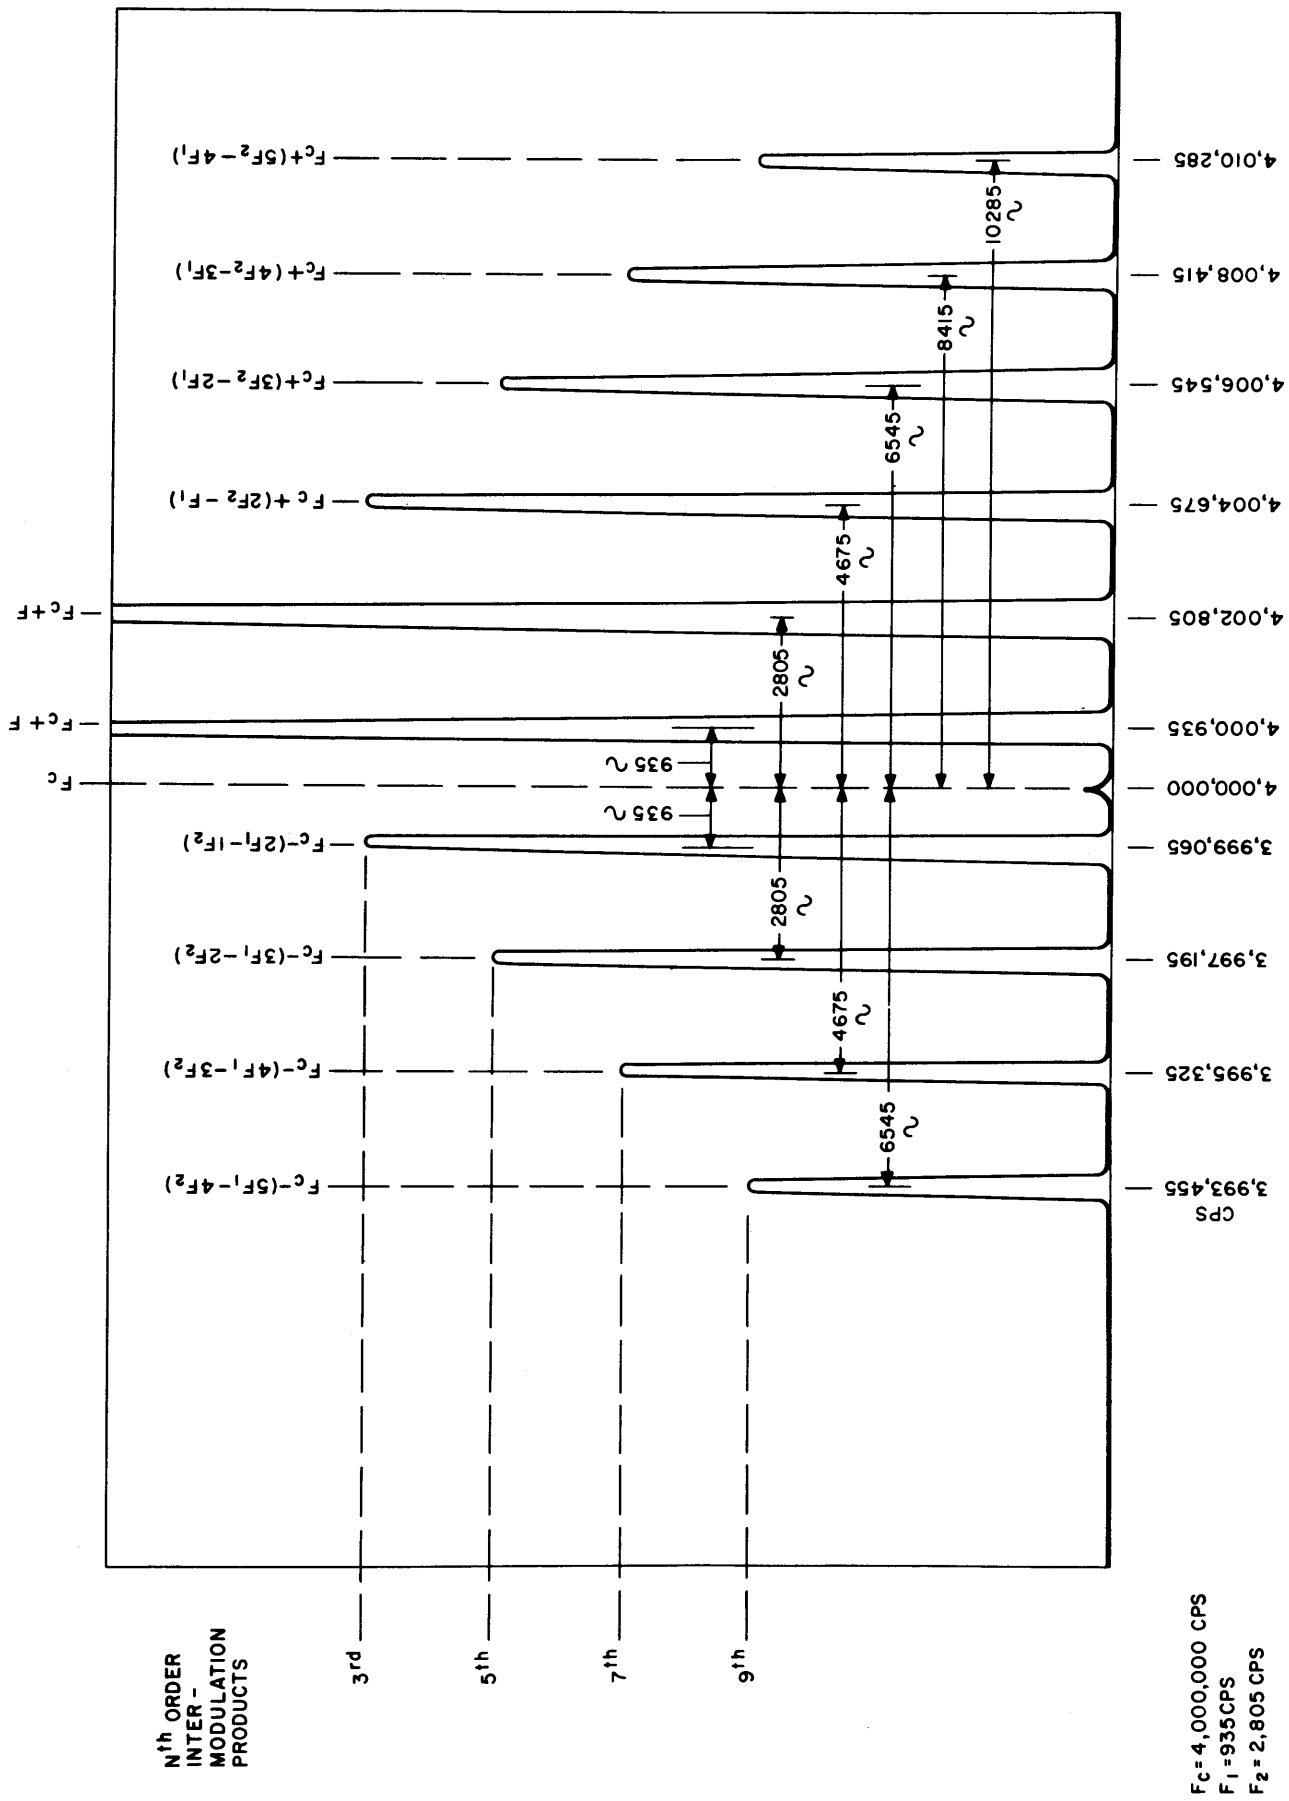 Fc+F
Fc+F
Fc
Fc+(5F2-4F1)
Fc+(4F2-3F1)
Fc+(3F2-2F1)
Fc+(2F2-F1)
Fc-(2F1-1F2)
Fc-(3F1-2F2)
Fc-(4F1-3F2)
Fc-(5F1-4F2)
935~
935~
2805
~
2805
~
4675
~
4675
~
6545
~
6545
~
8415
~
10285
~
4,010,285
4,008,415
4,006,545
4,004,675
4,002,805
4,000,935
4,000,000
3,999,065
3,997,195
3,995,325
3,993,455
CPS
Nth ORDER
INTER-
MODULATION
PRODUCTS
3rd
5th
7th
9th
Fc=4,000,000 CPS
F1=935CPS
F2=2,805 CPS